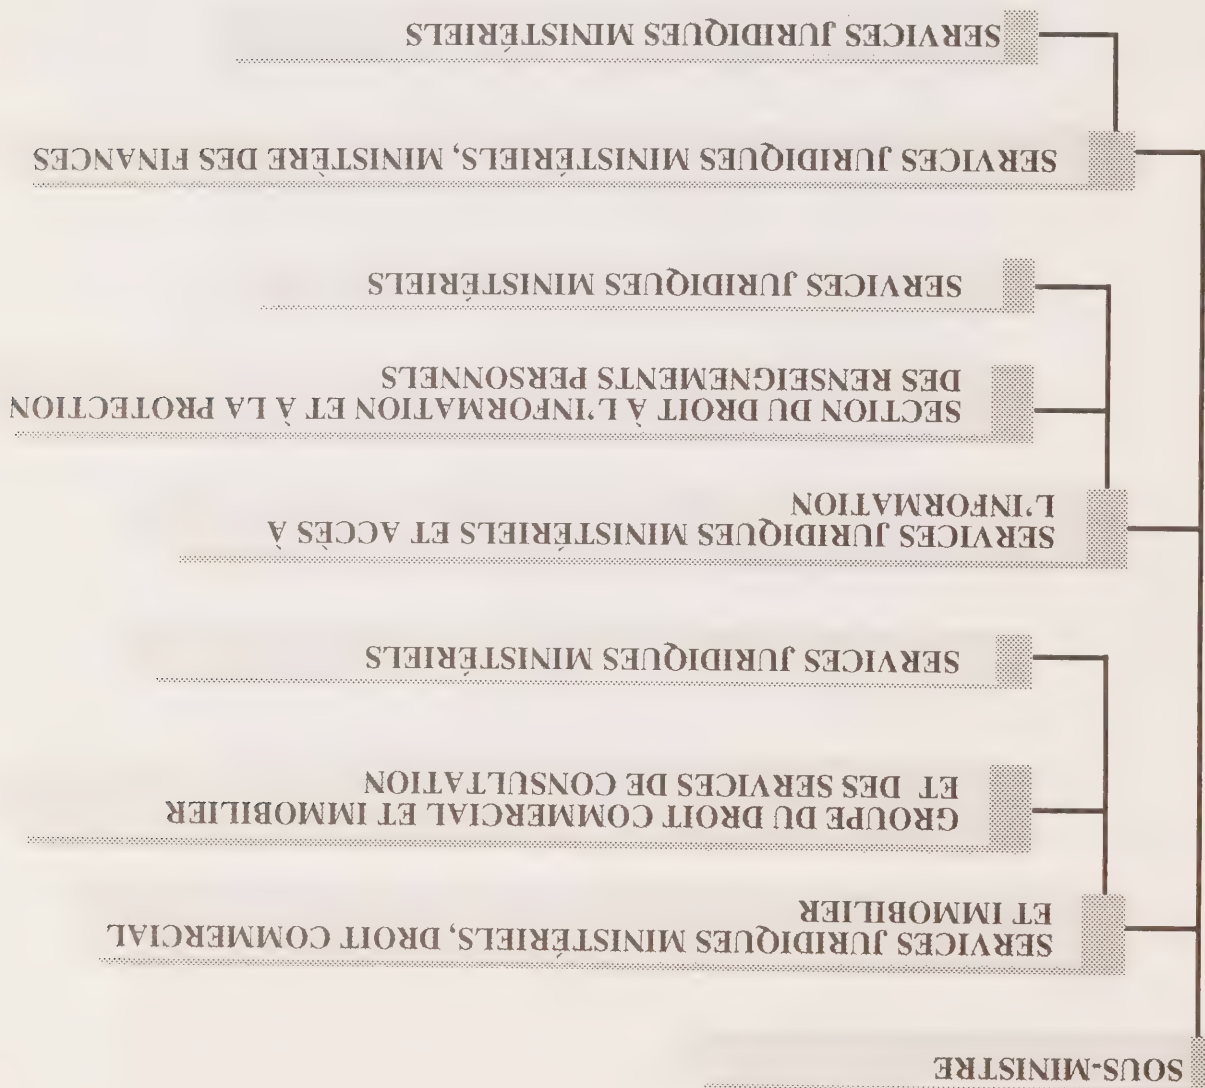 SOUS-MINISTRE
SERVICES JURIDIQUES MINISTÉRIELS, DROIT COMMERCIAL
ET IMMOBILIER
GROUPE DU DROIT COMMERCIAL ET IMMOBILIER
ET DES SERVICES DE CONSULTATION
SERVICES JURIDIQUES MINISTÉRIELS
SERVICES JURIDIQUES MINISTÉRIELS ET ACCÈS À
L'INFORMATION
SECTION DU DROIT À L'INFORMATION ET À LA PROTECTION
DES RENSEIGNEMENTS PERSONNELS
SERVICES JURIDIQUES MINISTÉRIELS
SERVICES JURIDIQUES MINISTÉRIELS, MINISTÈRE DES FINANCES
SERVICES JURIDIQUES MINISTÉRIELS